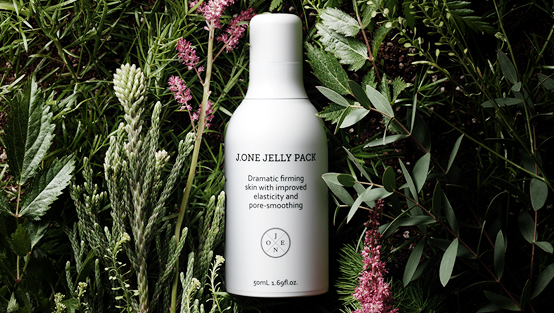 J.ONE JELLY PACK
Dramatic firming
skin with improved
elasticity and
pore-smoothing
J
O E
N
50mL 1.69fl.oz.